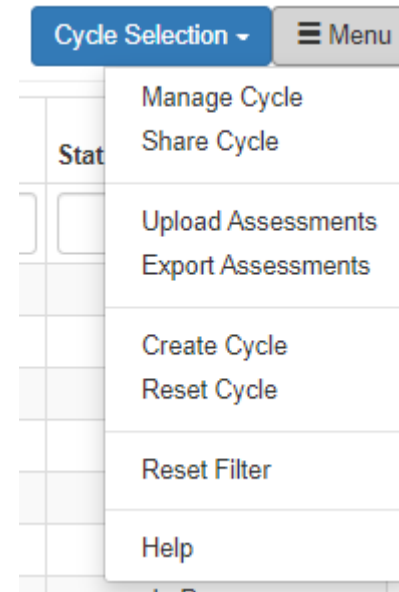 Cycle Selection
Menu
Stat
Manage Cycle
Share Cycle
Upload Assessments
Export Assessments
Create Cycle
Reset Cycle
Reset Filter
Help